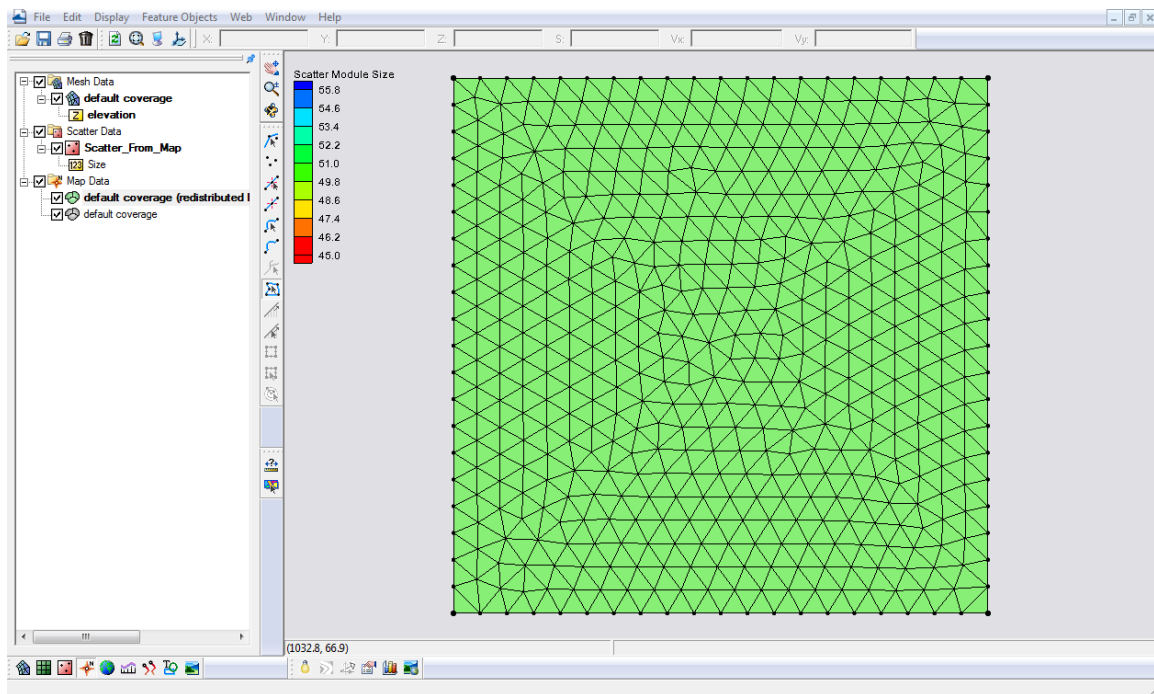 File Edit Display Feature Objects Web Window Help
X: Y: Z: S: Vx: Vy:
Mesh Data
default coverage
Z elevation
Scatter Data
Scatter_From_Map
123 Size
Map Data
default coverage (redistributed
default coverage
Scatter Module Size
55.8
54.6
53.4
52.2
51.0
49.8
48.6
47.4
46.2
45.0
(1032.8, 66.9)